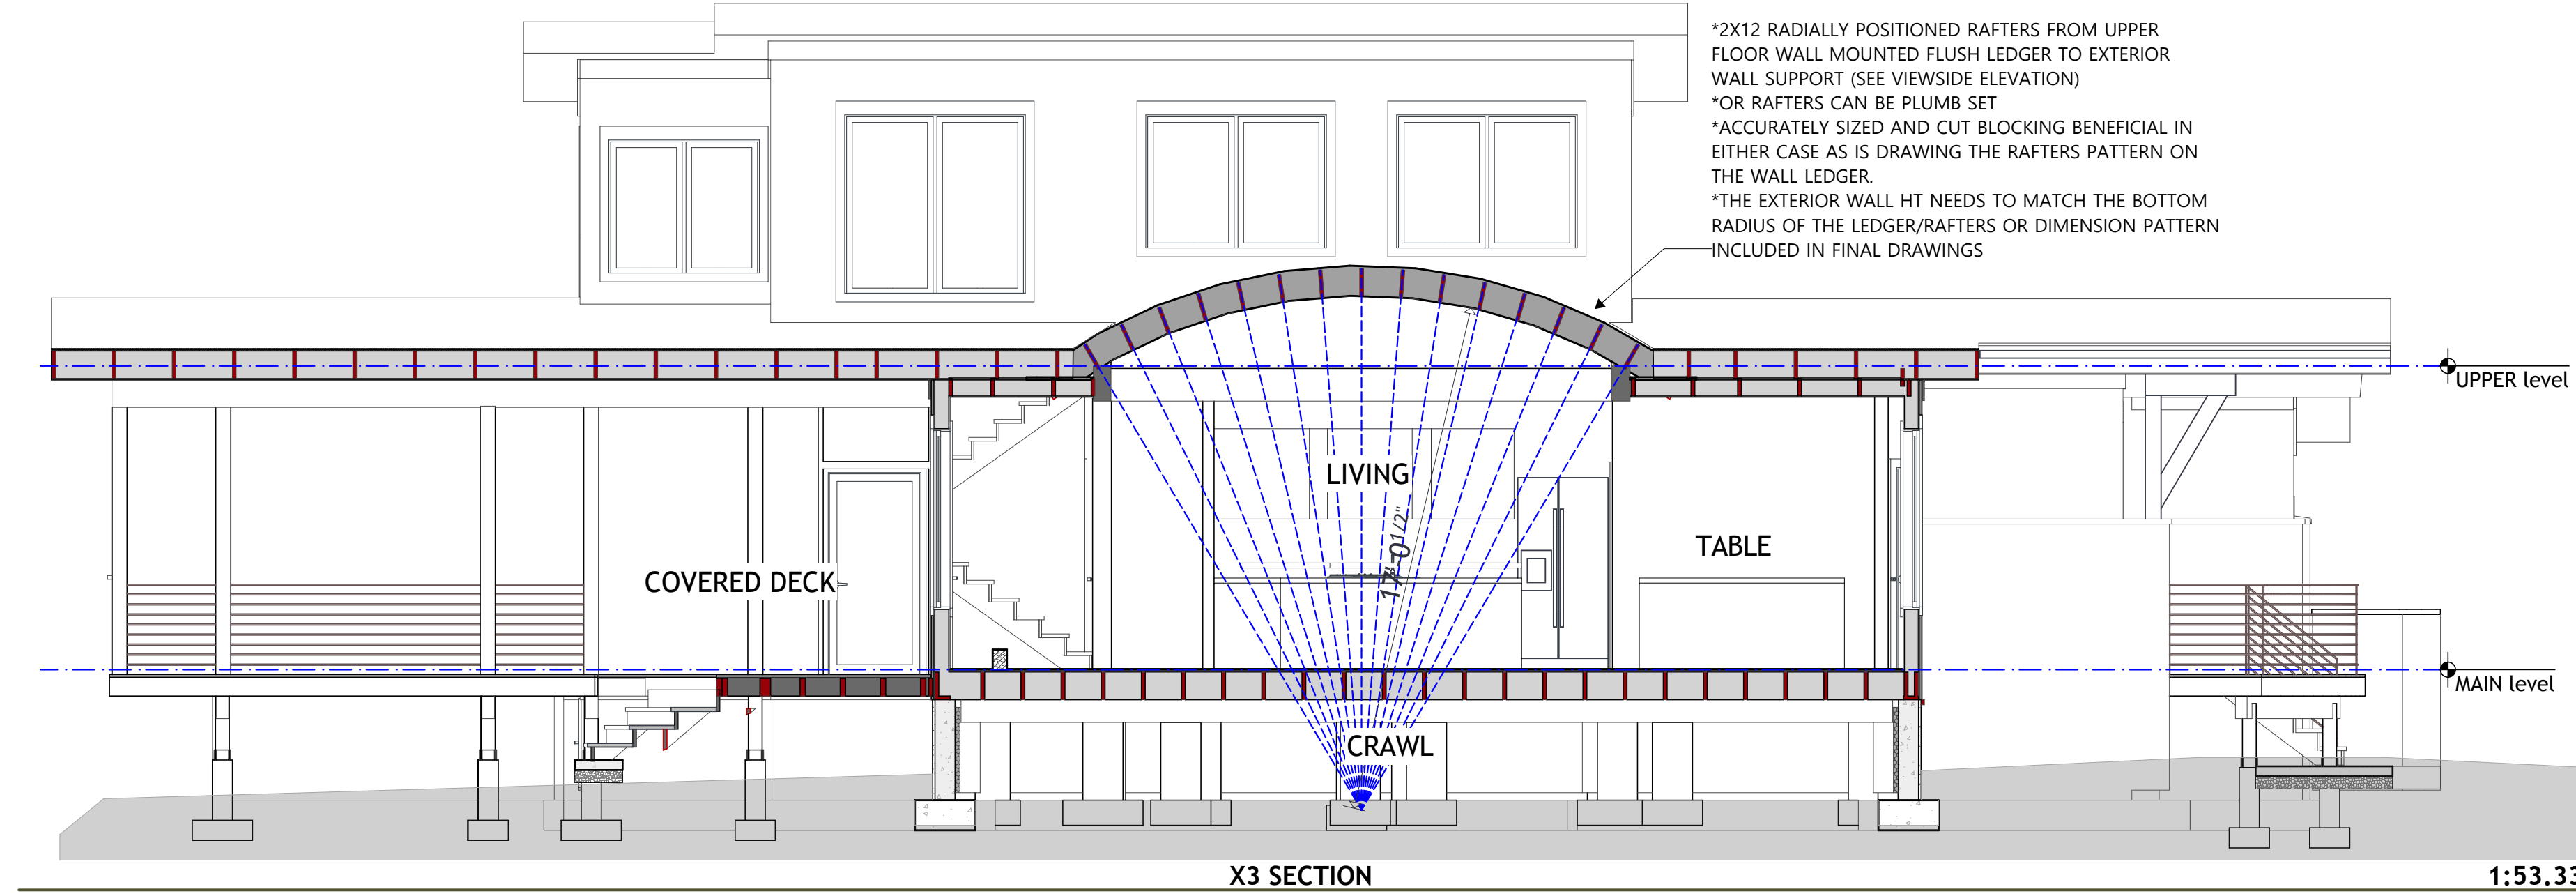 *2X12 RADIALLY POSITIONED RAFTERS FROM UPPER
FLOOR WALL MOUNTED FLUSH LEDGER TO EXTERIOR
WALL SUPPORT (SEE VIEWSIDE ELEVATION)
*OR RAFTERS CAN BE PLUMB SET
*ACCURATELY SIZED AND CUT BLOCKING BENEFICIAL IN
EITHER CASE AS IS DRAWING THE RAFTERS PATTERN ON
THE WALL LEDGER.
*THE EXTERIOR WALL HT NEEDS TO MATCH THE BOTTOM
RADIUS OF THE LEDGER/RAFTERS OR DIMENSION PATTERN
INCLUDED IN FINAL DRAWINGS
UPPER level
LIVING
17'-0 1/2"
TABLE
COVERED DECK
MAIN level
CRAWL
X3 SECTION
1:53.33